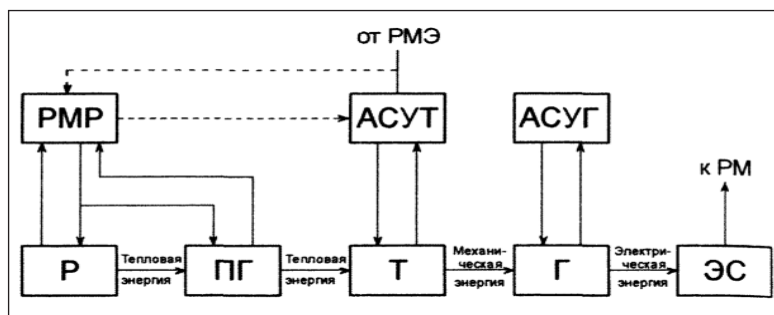 от РМЭ
РМР
АСУТ
АСУГ
к РМ
Р
Тепловая
энергия
ПГ
Тепловая
энергия
Т
Механи-
ческая
энергия
Г
Электри-
ческая
энергия
ЭС